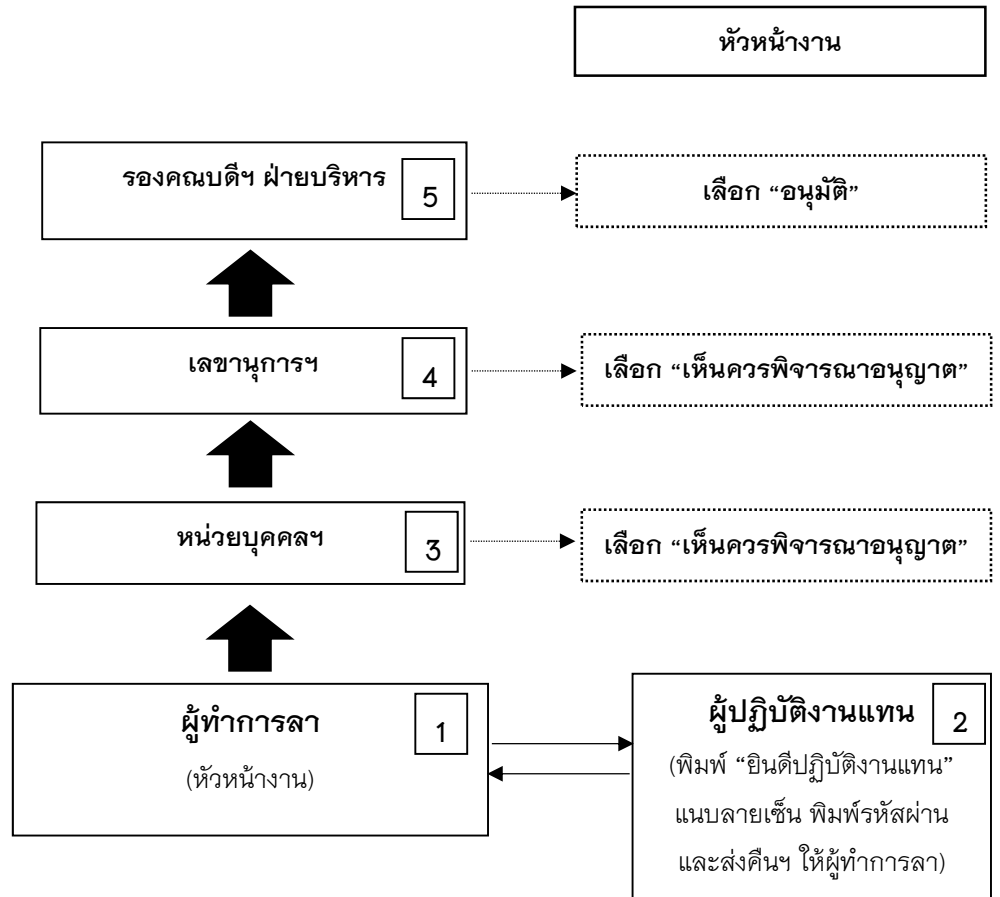 หัวหน้างาน
รองคณบดีฯ ฝ่ายบริหาร
5
เลือก “อนุมัติ”
เลขานุการฯ
4
เลือก “เห็นควรพิจารณาอนุญาต”
หน่วยบุคคลฯ
3
เลือก “เห็นควรพิจารณาอนุญาต”
ผู้ทำการลา
1
(หัวหน้างาน)
ผู้ปฏิบัติงานแทน
2
(พิมพ์ “ยินดีปฏิบัติงานแทน”
แนบลายเซ็น พิมพ์รหัสผ่าน
และส่งคืนฯ ให้ผู้ทำการลา)